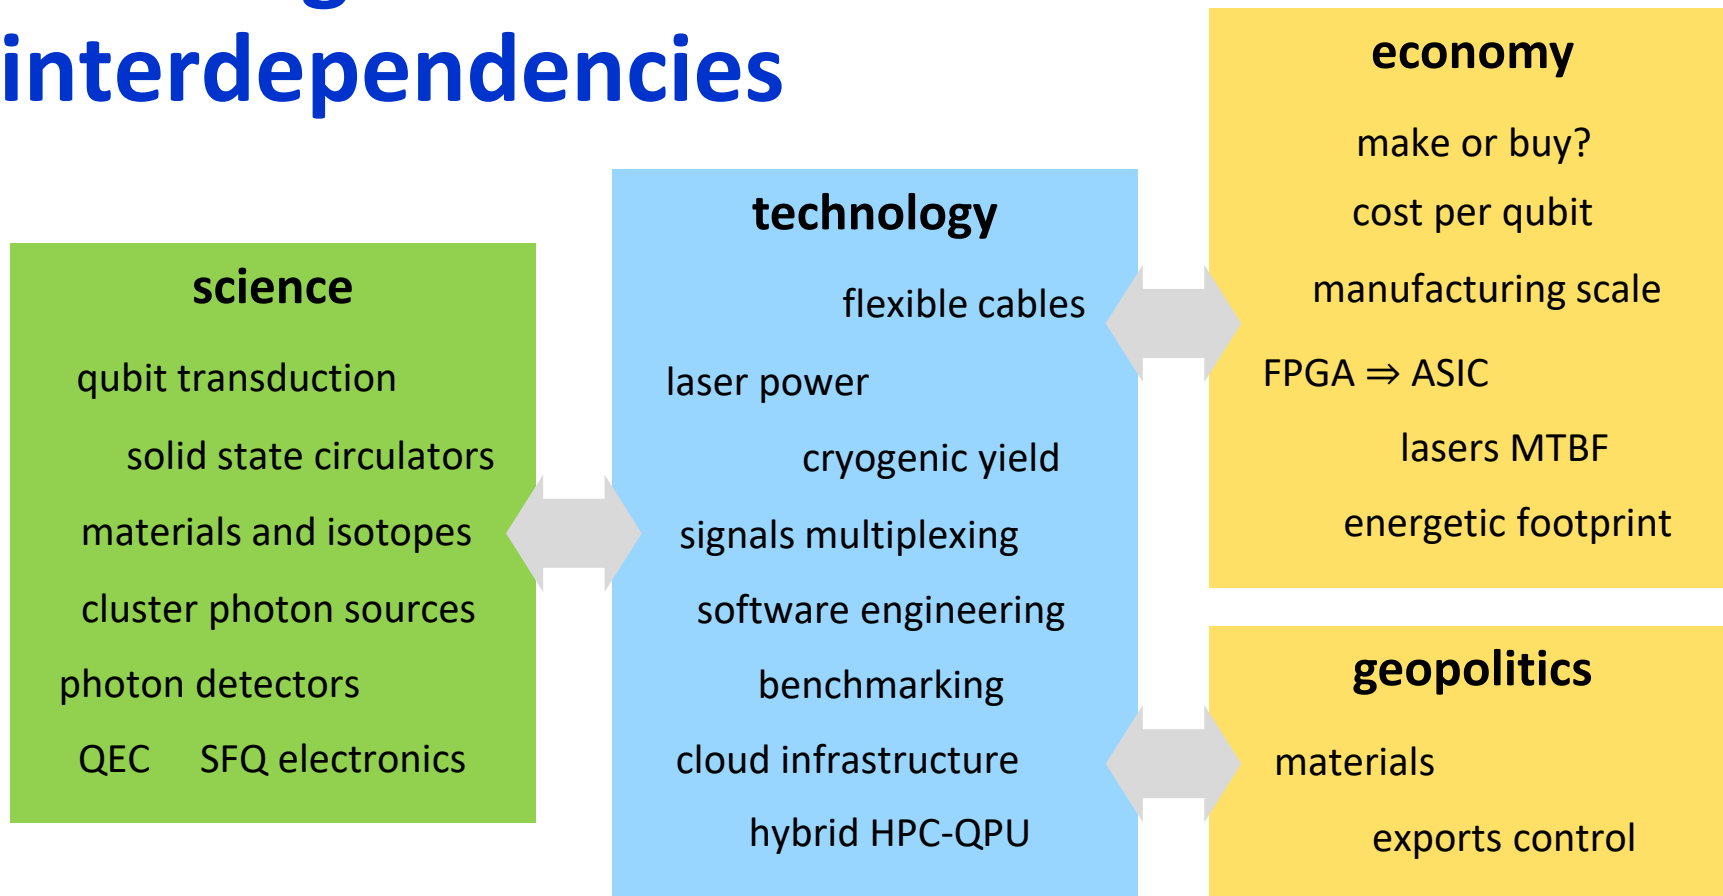 interdependencies
science
qubit transduction
solid state circulators
materials and isotopes
cluster photon sources
photon detectors
QEC SFQ electronics
technology
flexible cables
laser power
cryogenic yield
signals multiplexing
software engineering
benchmarking
cloud infrastructure
hybrid HPC-QPU
economy
make or buy?
cost per qubit
manufacturing scale
FPGA ⇒ ASIC
lasers MTBF
energetic footprint
geopolitics
materials
exports control